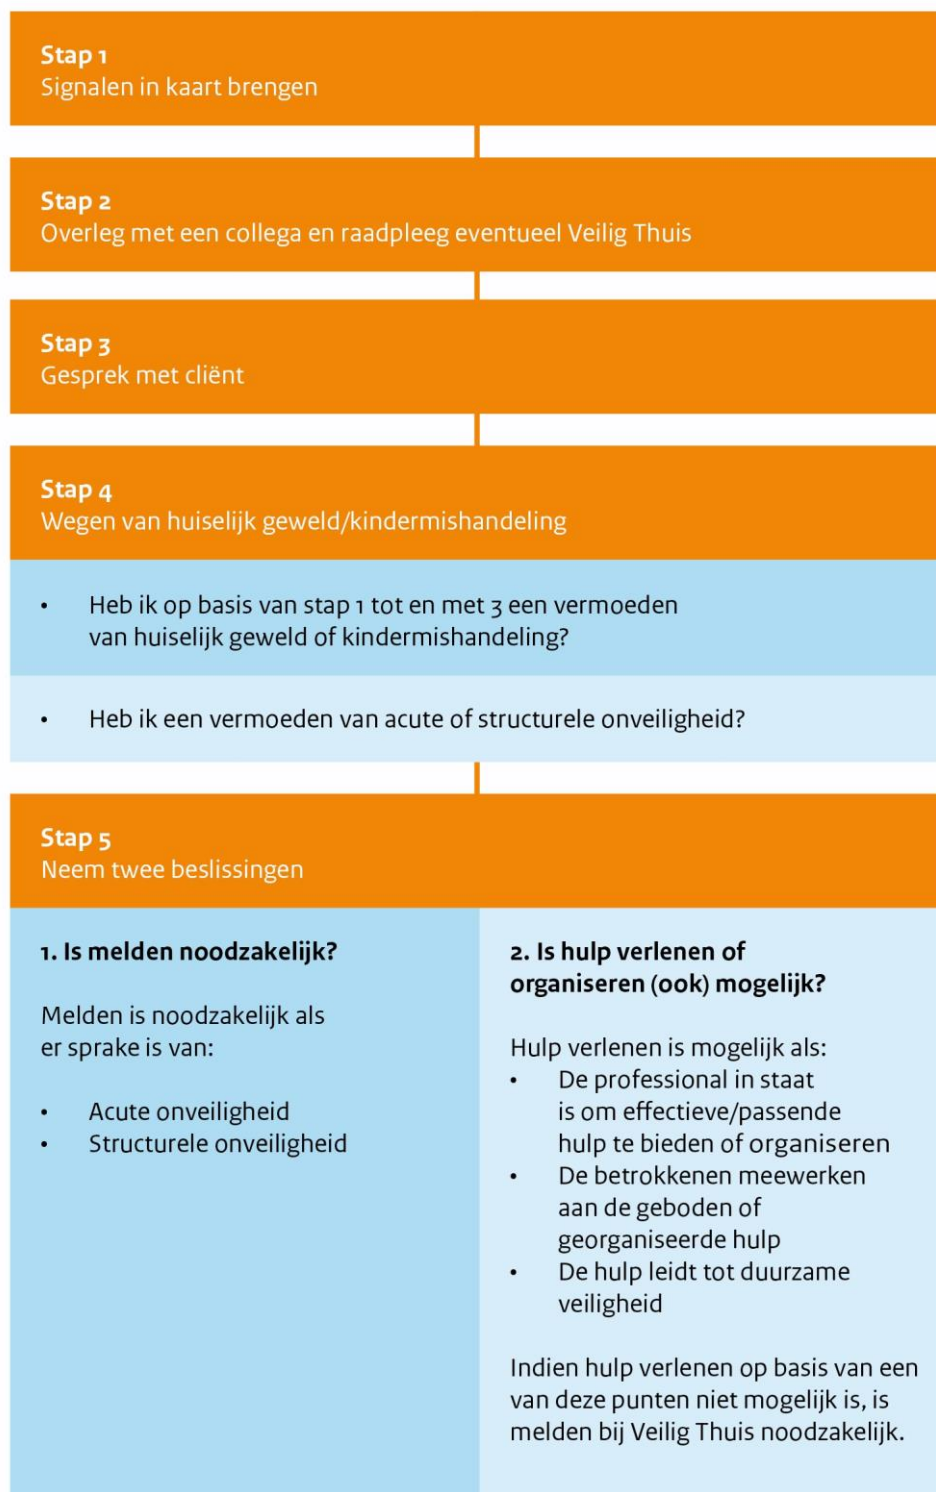 Stap 1
Signalen in kaart brengen
Stap 2
Overleg met een collega en raadpleeg eventueel Veilig Thuis
Stap 3
Gesprek met cliënt
Stap 4
Wegen van huiselijk geweld/kindermishandeling
• Heb ik op basis van stap 1 tot en met 3 een vermoeden
van huiselijk geweld of kindermishandeling?
• Heb ik een vermoeden van acute of structurele onveiligheid?
Stap 5
Neem twee beslissingen
1. Is melden noodzakelijk?
Melden is noodzakelijk als
er sprake is van:
• Acute onveiligheid
• Structurele onveiligheid
2. Is hulp verlenen of
organiseren (ook) mogelijk?
Hulp verlenen is mogelijk als:
• De professional in staat
is om effectieve/passende
hulp te bieden of organiseren
• De betrokkenen meewerken
aan de geboden of
georganiseerde hulp
• De hulp leidt tot duurzame
veiligheid
Indien hulp verlenen op basis van een
van deze punten niet mogelijk is, is
melden bij Veilig Thuis noodzakelijk.